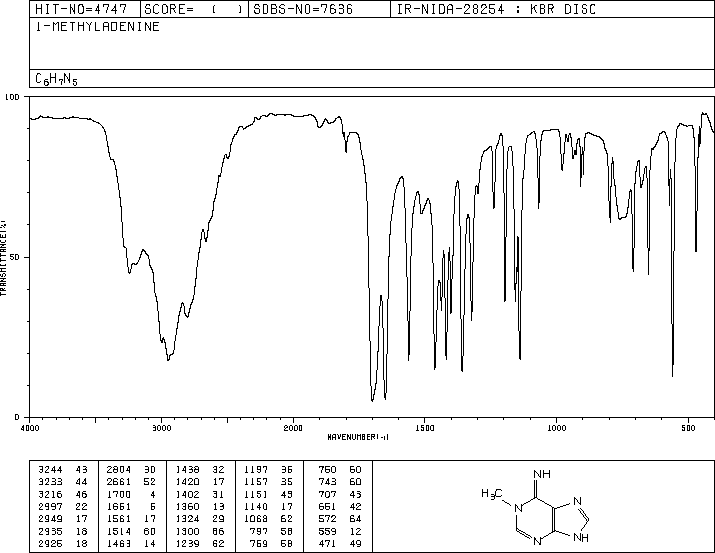 HIT-NO=4747 SCORE= ( ) SDBS-NO=7636 IR-NIDA-28254 : KBR DISC
1-METHYLADENINE
C6H7N5
100
50
0
TRANSMITTANCE(%)
4000 3000 2000 1500 1000 500
WAVENUMBER(-1)
3244 43 2804 30 1438 32 1197 35 750 60
3233 44 2661 52 1420 17 1157 35 743 60
3216 46 1700 4 1402 31 1151 49 707 43
2997 22 1651 5 1360 13 1140 17 651 42
2949 17 1561 17 1324 29 1068 62 572 64
2935 18 1514 60 1300 86 797 58 559 12
2925 18 1463 14 1239 62 769 58 471 49
NH
H3C
N
N
N
NH